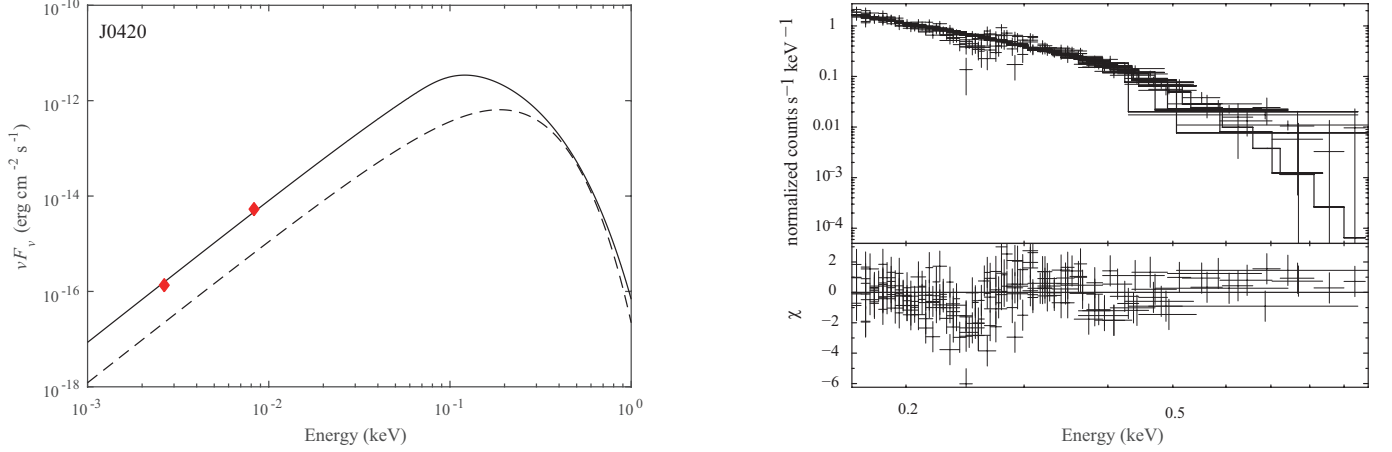 J0420
10^-10
10^-12
10^-14
10^-16
10^-18
νF_ν (erg cm^-2 s^-1)
10^-3 10^-2 10^-1 10^0
Energy (keV)
normalized counts s^−1 keV^−1
1
0.1
0.01
10^−3
10^−4
χ
2
0
−2
−4
−6
0.2 0.5
Energy (keV)